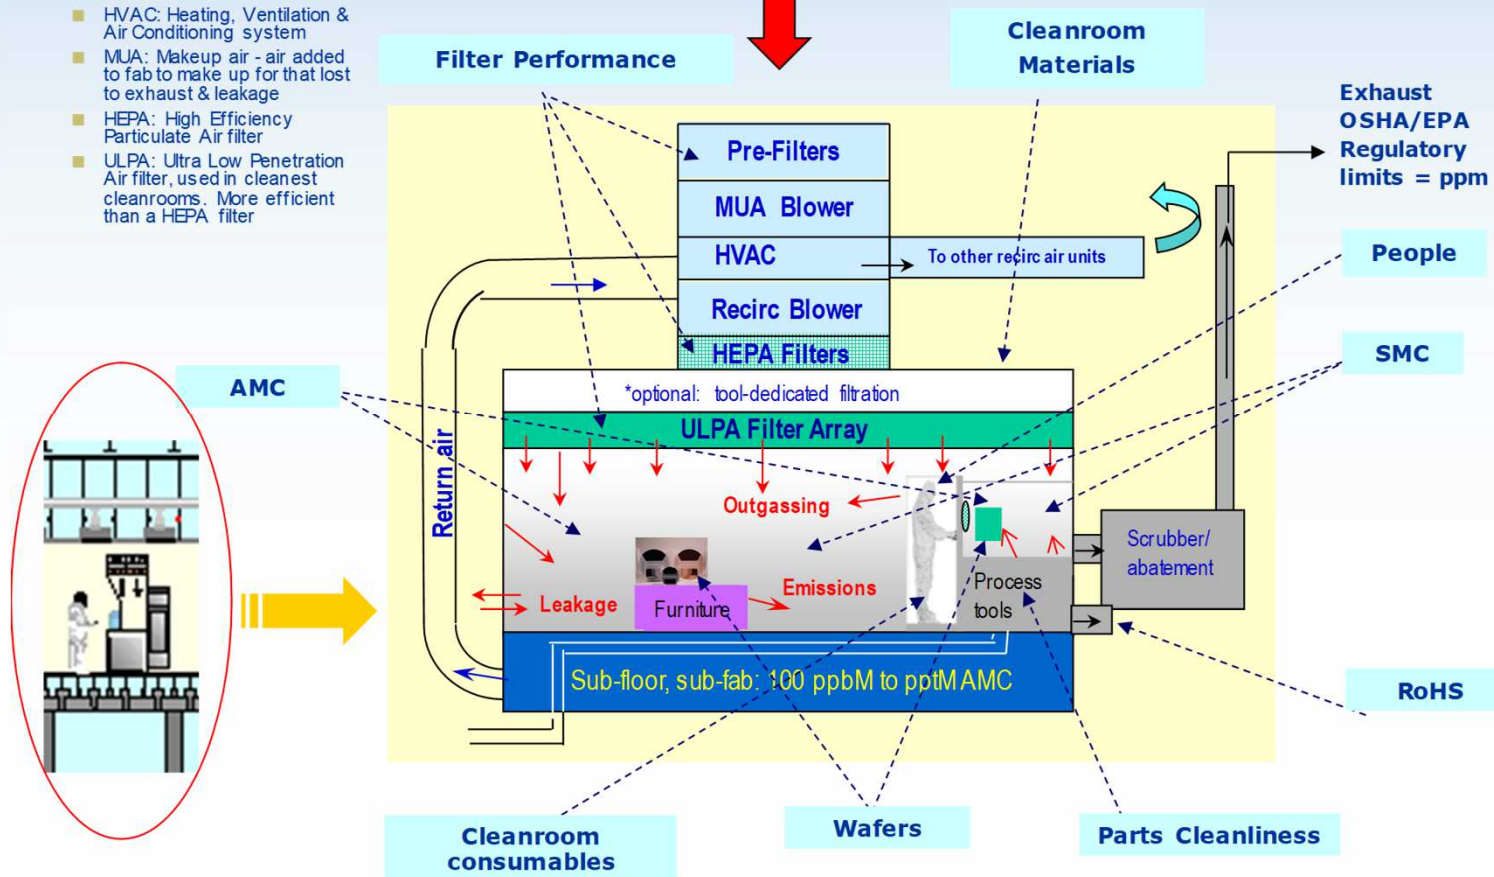 HVAC: Heating, Ventilation &
Air Conditioning system
MUA: Makeup air - air added
to fab to make up for that lost
to exhaust & leakage
HEPA: High Efficiency
Particulate Air filter
ULPA: Ultra Low Penetration
Air filter, used in cleanest
cleanrooms. More efficient
than a HEPA filter
Filter Performance
Cleanroom
Materials
Exhaust
OSHA/EPA
Regulatory
limits = ppm
Pre-Filters
MUA Blower
HVAC
To other recirc air units
People
Recirc Blower
HEPA Filters
SMC
AMC
*optional: tool-dedicated filtration
ULPA Filter Array
Return air
Outgassing
Scrubber/
abatement
Emissions
Process
tools
Leakage
Furniture
Sub-floor, sub-fab: 100 ppbM to pptM AMC
RoHS
Cleanroom
consumables
Wafers
Parts Cleanliness